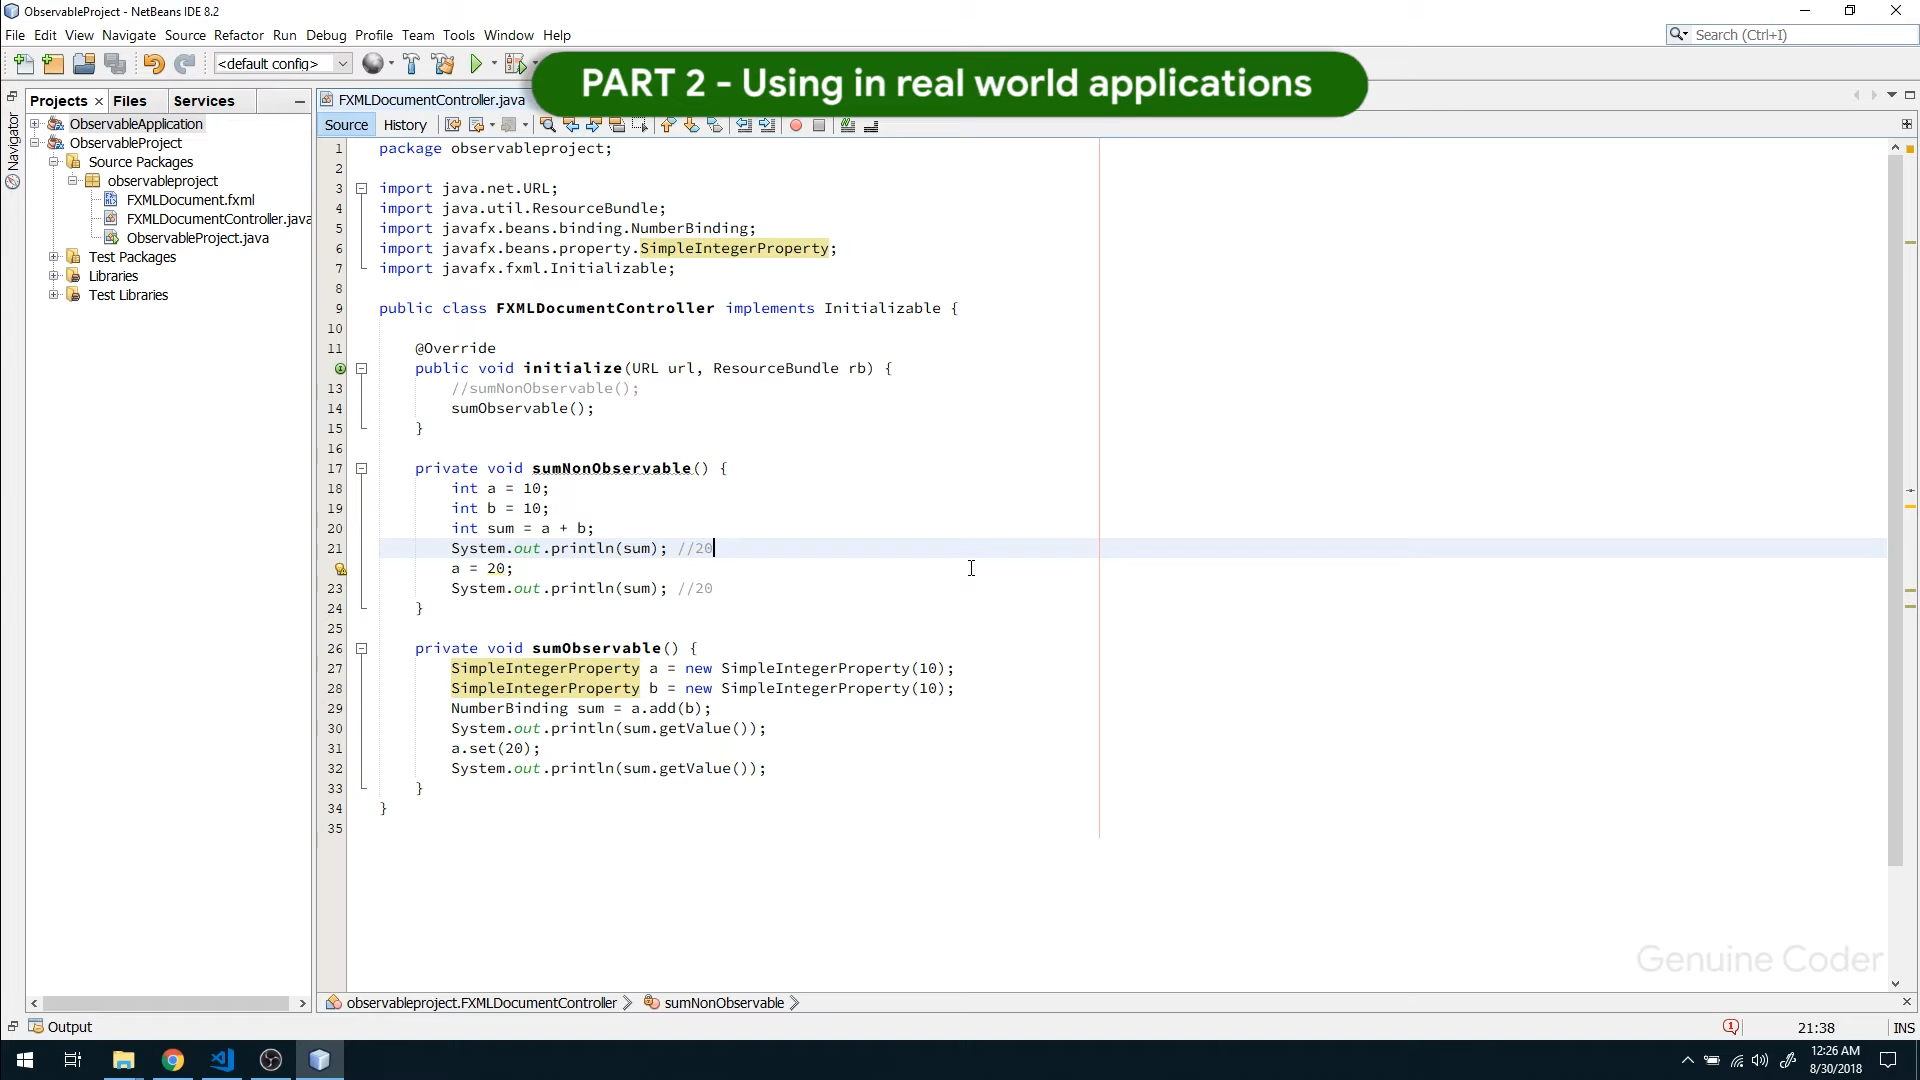 ObservableProject - NetBeans IDE 8.2
File Edit View Navigate Source Refactor Run Debug Profile Team Tools Window Help
Search (Ctrl+I)
<default config>
PART 2 - Using in real world applications
Projects Files Services
FXMLDocumentController.java
Source History
Navigator
ObservableApplication
ObservableProject
Source Packages
observableproject
FXMLDocument.fxml
FXMLDocumentController.java
ObservableProject.java
Test Packages
Libraries
Test Libraries
1 package observableproject;
2
3 import java.net.URL;
4 import java.util.ResourceBundle;
5 import javafx.beans.binding.NumberBinding;
6 import javafx.beans.property.SimpleIntegerProperty;
7 import javafx.fxml.Initializable;
8
9 public class FXMLDocumentController implements Initializable {
10
11 @Override
public void initialize(URL url, ResourceBundle rb) {
13 //sumNonObservable();
14 sumObservable();
15 }
16
17 private void sumNonObservable() {
18 int a = 10;
19 int b = 10;
20 int sum = a + b;
21 System.out.println(sum); //20
a = 20;
23 System.out.println(sum); //20
24 }
25
26 private void sumObservable() {
27 SimpleIntegerProperty a = new SimpleIntegerProperty(10);
28 SimpleIntegerProperty b = new SimpleIntegerProperty(10);
29 NumberBinding sum = a.add(b);
30 System.out.println(sum.getValue());
31 a.set(20);
32 System.out.println(sum.getValue());
33 }
34 }
35
Genuine Coder
observableproject.FXMLDocumentController sumNonObservable
Output
1
21:38
INS
12:26 AM
8/30/2018